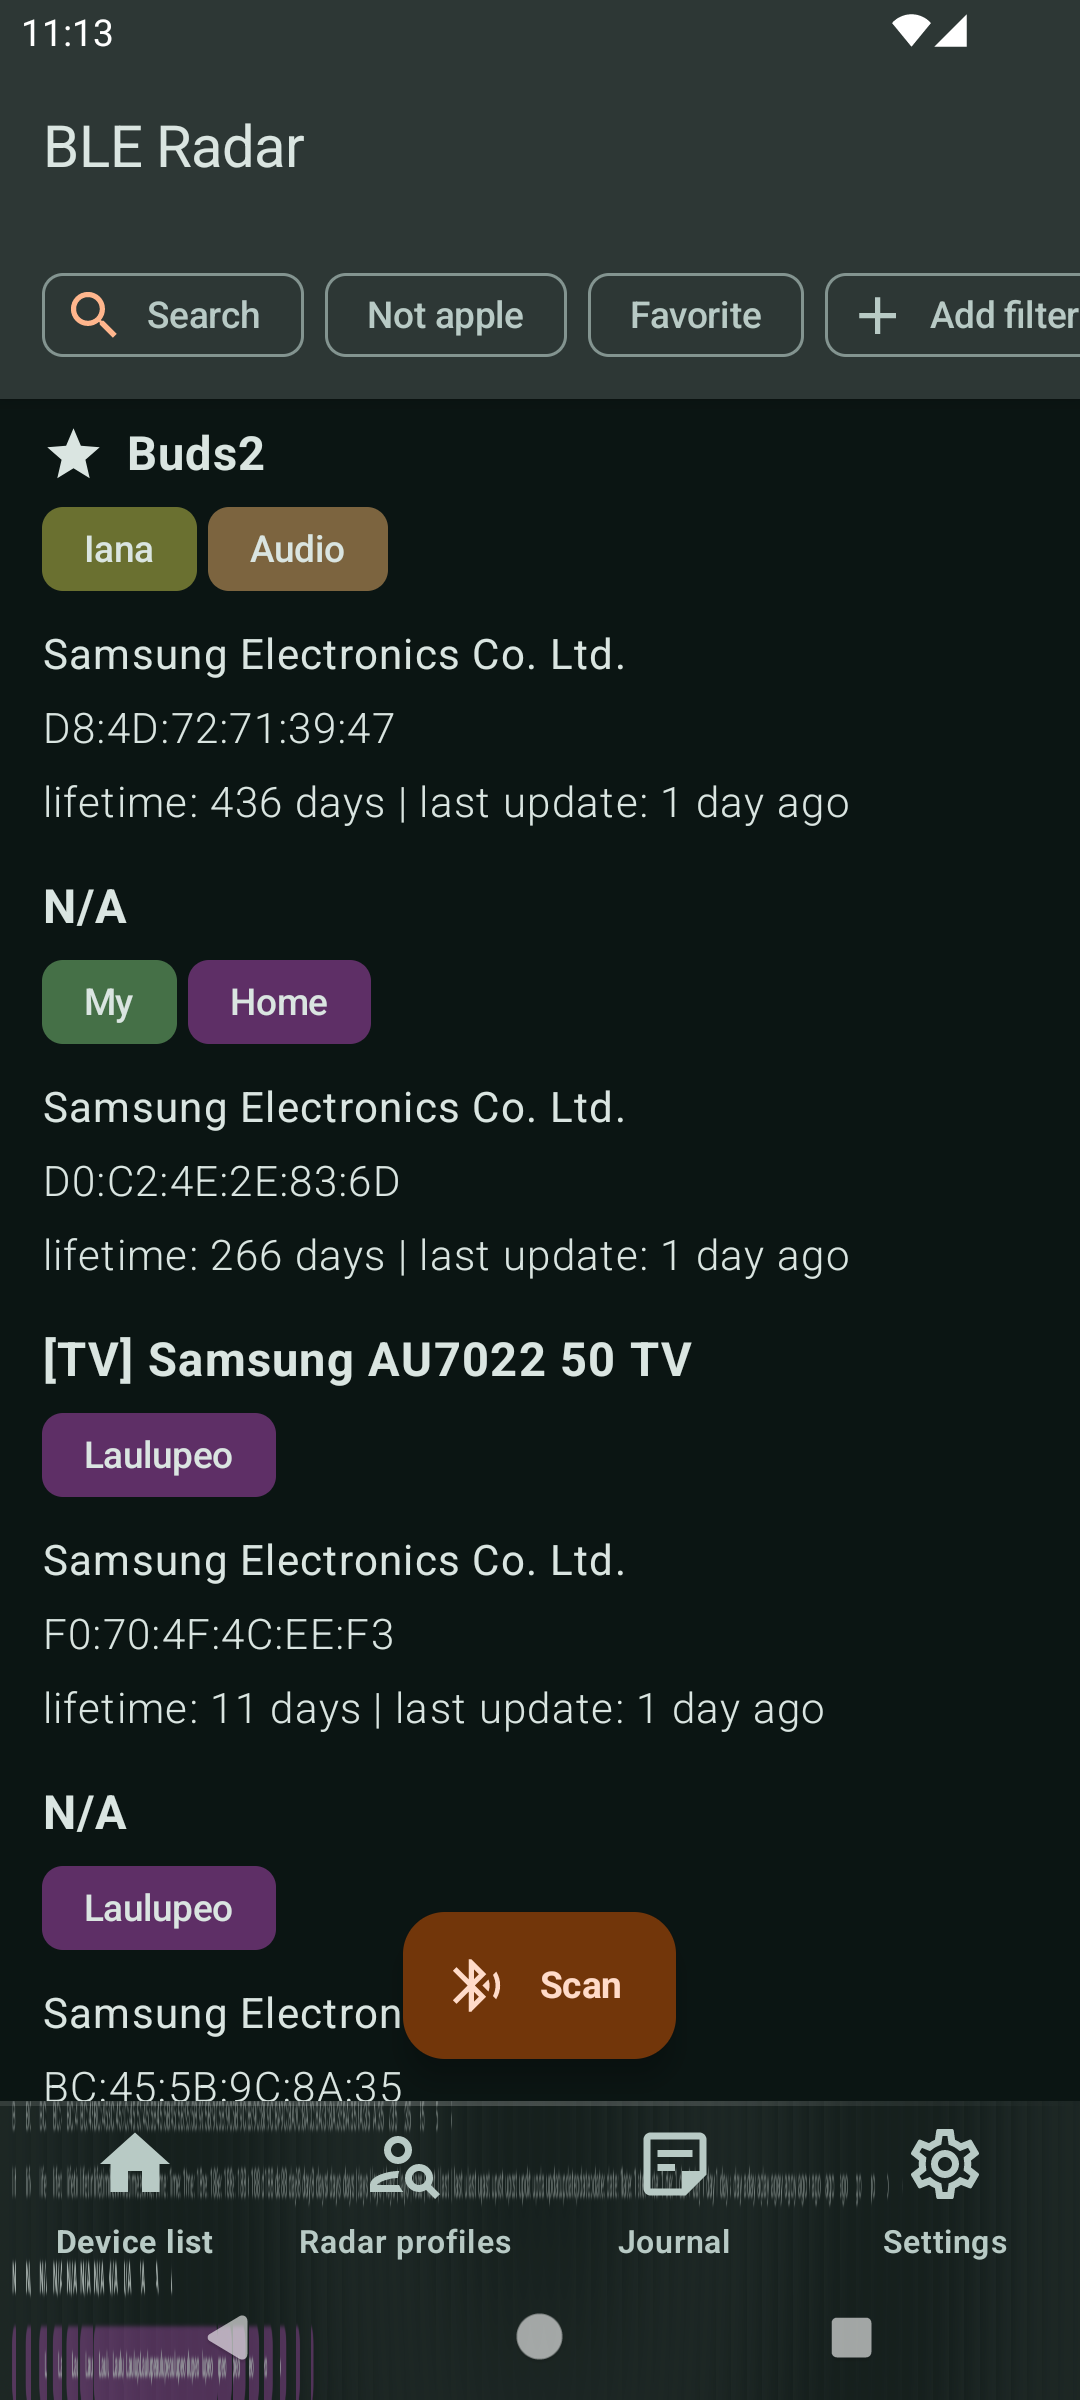 11:13
BLE Radar
Search
Not apple
Favorite
Add filter
Buds2
Iana
Audio
Samsung Electronics Co. Ltd.
D8:4D:72:71:39:47
lifetime: 436 days | last update: 1 day ago
N/A
My
Home
Samsung Electronics Co. Ltd.
D0:C2:4E:2E:83:6D
lifetime: 266 days | last update: 1 day ago
[TV] Samsung AU7022 50 TV
Laulupeo
Samsung Electronics Co. Ltd.
F0:70:4F:4C:EE:F3
lifetime: 11 days | last update: 1 day ago
N/A
Laulupeo
Samsung Electron
Scan
BC:45:5B:9C:8A:35
Device list
Radar profiles
Journal
Settings